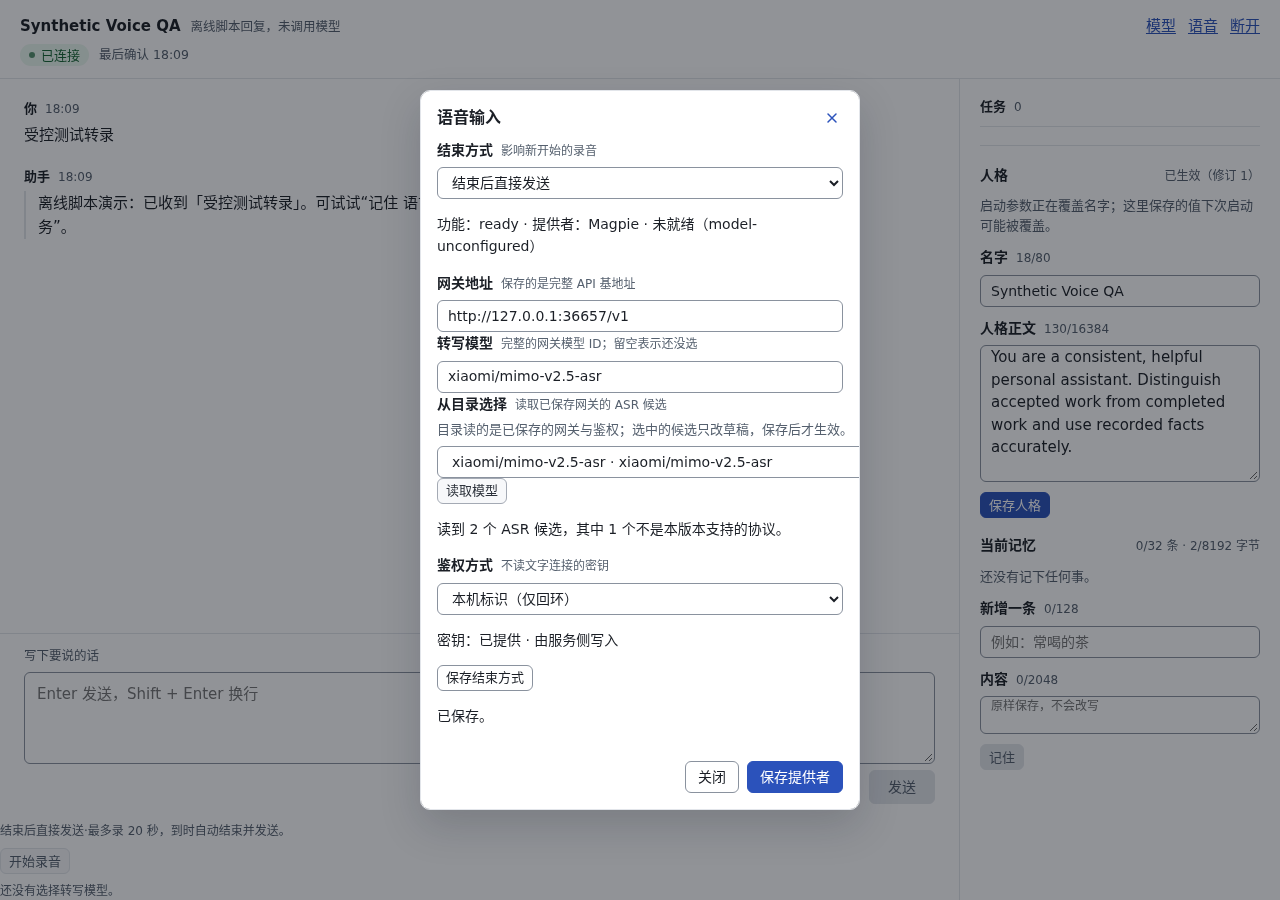 Synthetic Voice QA 离线脚本回复，未调用模型
模型 语音 断开
已连接 最后确认 18:09
你 18:09
受控测试转录
助手 18:09
离线脚本演示：已收到「受控测试转录」。可试试“记住 语
务”。
写下要说的话
Enter 发送，Shift + Enter 换行
发送
结束后直接发送·最多录 20 秒，到时自动结束并发送。
开始录音
还没有选择转写模型。
语音输入
×
结束方式 影响新开始的录音
结束后直接发送
功能：ready · 提供者：Magpie · 未就绪（model-
unconfigured）
网关地址 保存的是完整 API 基地址
http://127.0.0.1:36657/v1
转写模型 完整的网关模型 ID；留空表示还没选
xiaomi/mimo-v2.5-asr
从目录选择 读取已保存网关的 ASR 候选
目录读的是已保存的网关与鉴权；选中的候选只改草稿，保存后才生效。
xiaomi/mimo-v2.5-asr · xiaomi/mimo-v2.5-asr
读取模型
读到 2 个 ASR 候选，其中 1 个不是本版本支持的协议。
鉴权方式 不读文字连接的密钥
本机标识（仅回环）
密钥：已提供 · 由服务侧写入
保存结束方式
已保存。
关闭 保存提供者
任务 0
人格 已生效（修订 1）
启动参数正在覆盖名字；这里保存的值下次启动
可能被覆盖。
名字 18/80
Synthetic Voice QA
人格正文 130/16384
You are a consistent, helpful
personal assistant. Distinguish
accepted work from completed
work and use recorded facts
accurately.
保存人格
当前记忆 0/32 条 · 2/8192 字节
还没有记下任何事。
新增一条 0/128
例如：常喝的茶
内容 0/2048
原样保存，不会改写
记住